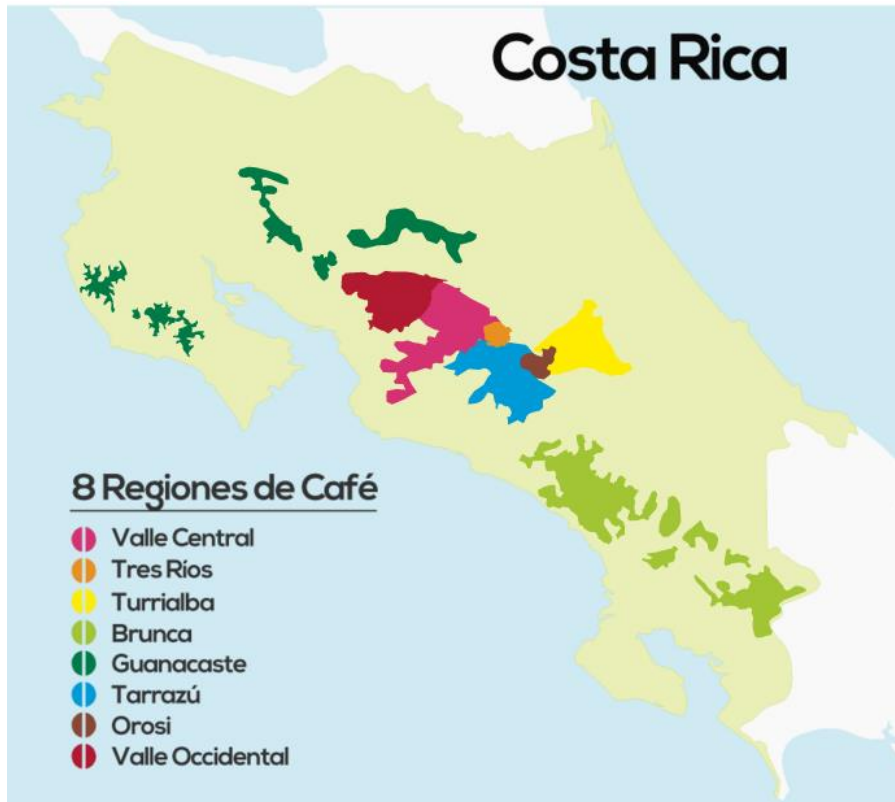 Costa Rica
8 Regiones de Café
Valle Central
Tres Ríos
Turrialba
Brunca
Guanacaste
Tarrazú
Orosi
Valle Occidental